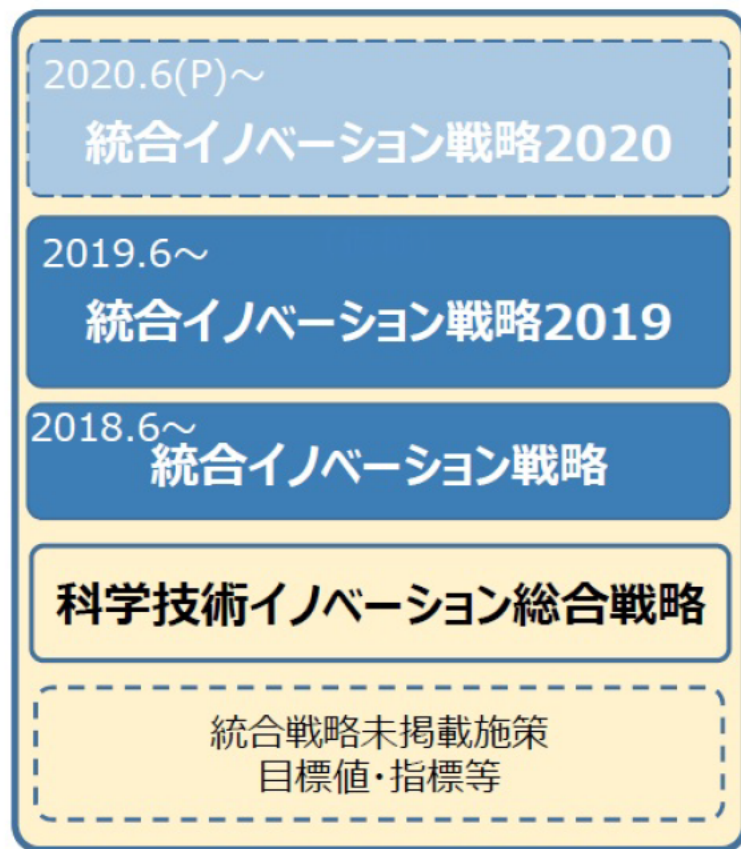 2020.6(P)～
統合イノベーション戦略2020
2019.6～
統合イノベーション戦略2019
2018.6～
統合イノベーション戦略
科学技術イノベーション総合戦略
統合戦略未掲載施策
目標値・指標等